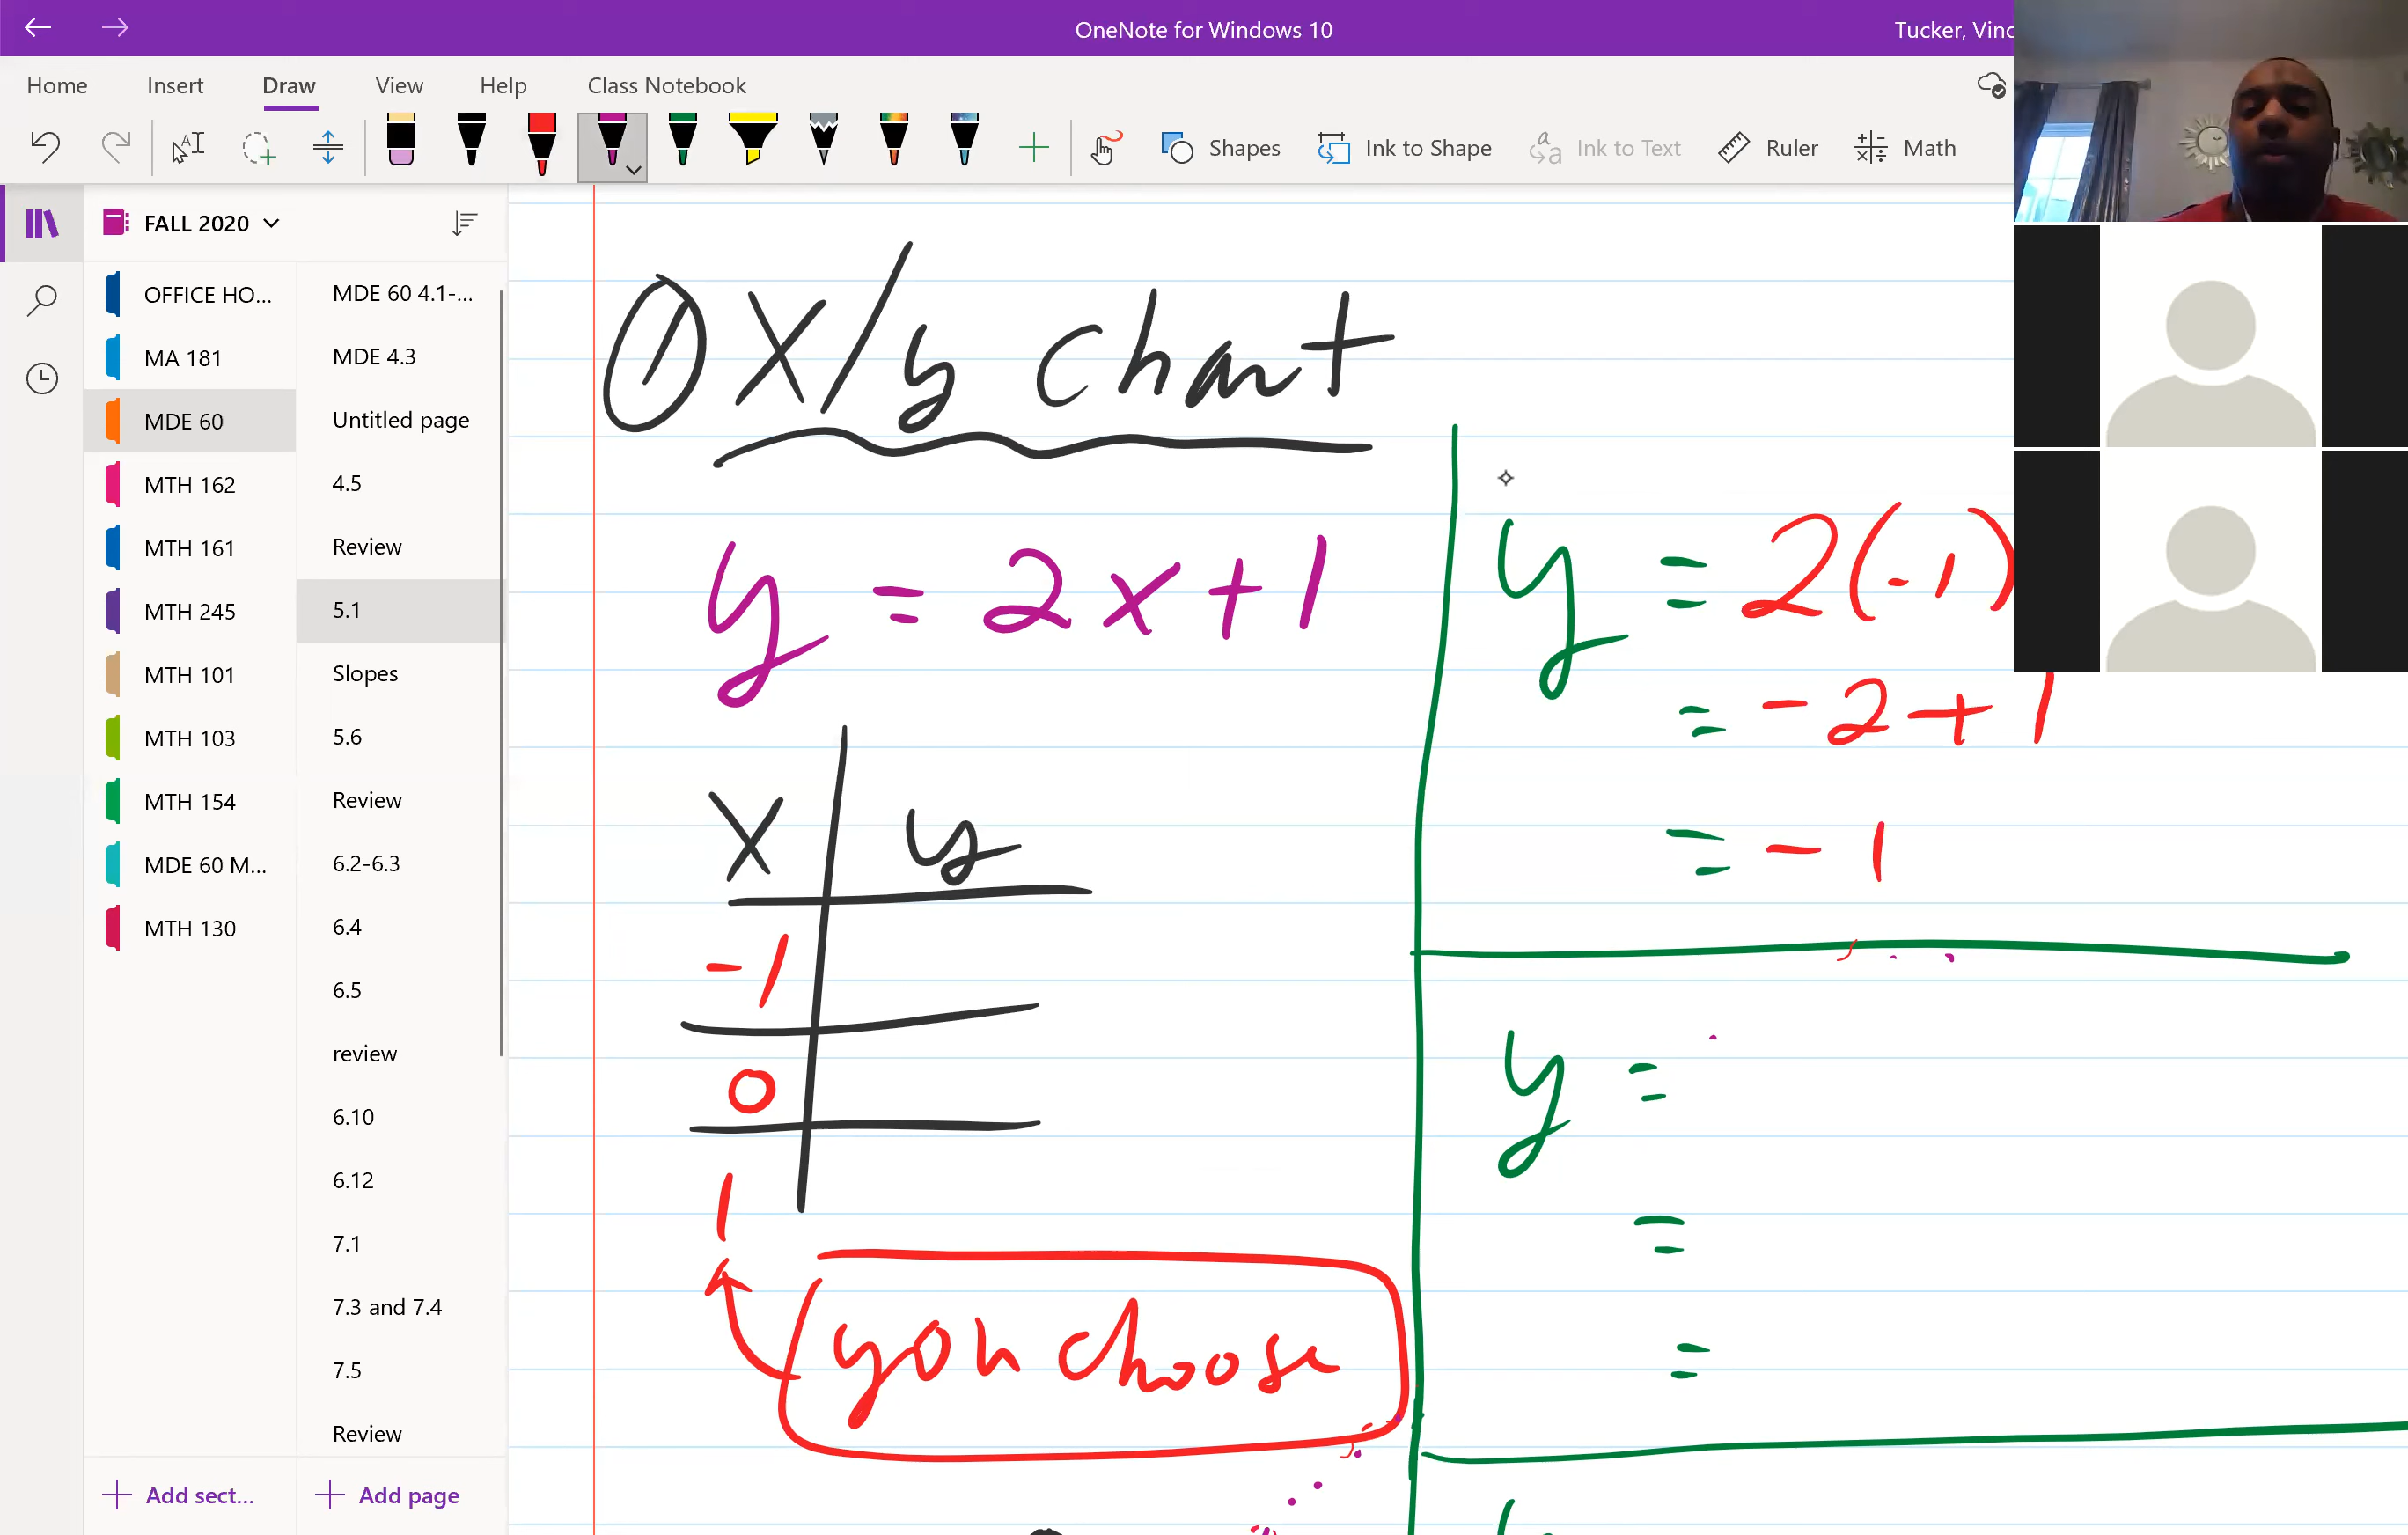 OneNote for Windows 10
Tucker, Vinc
Home Insert Draw View Help Class Notebook
Shapes Ink to Shape Ink to Text Ruler Math
FALL 2020
OFFICE HO...
MA 181
MDE 60
MTH 162
MTH 161
MTH 245
MTH 101
MTH 103
MTH 154
MDE 60 M...
MTH 130
Add sect...
MDE 60 4.1-...
MDE 4.3
Untitled page
4.5
Review
5.1
Slopes
5.6
Review
6.2-6.3
6.4
6.5
review
6.10
6.12
7.1
7.3 and 7.4
7.5
Review
Add page
① X/y chart
y = 2x+1
x y
-1
0
1
you choose
y = 2(-1)
= -2+1
= -1
y =
=
=